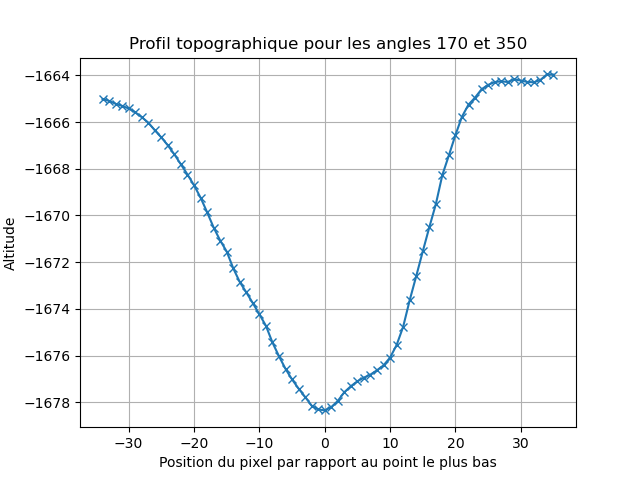 Profil topographique pour les angles 170 et 350
−1664
−1666
−1668
−1670
−1672
−1674
−1676
−1678
Altitude
−30 −20 −10 0 10 20 30
Position du pixel par rapport au point le plus bas